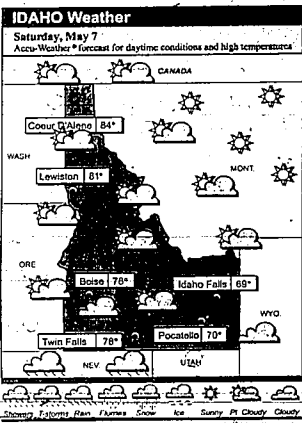 IDAHO Weather
Saturday, May 7
Accu-Weather® forecast for daytime conditions and high temperatures
CANADA
Coeur D'Alene 84°
WASH
MONT.
Lewiston 81°
ORE
Boise 78°
Idaho Falls 69°
WYO.
Twin Falls 78°
Pocatello 70°
NEV.
UTAH
Showers T-storms Rain Flurries Snow Ice Sunny Pt Cloudy Cloudy